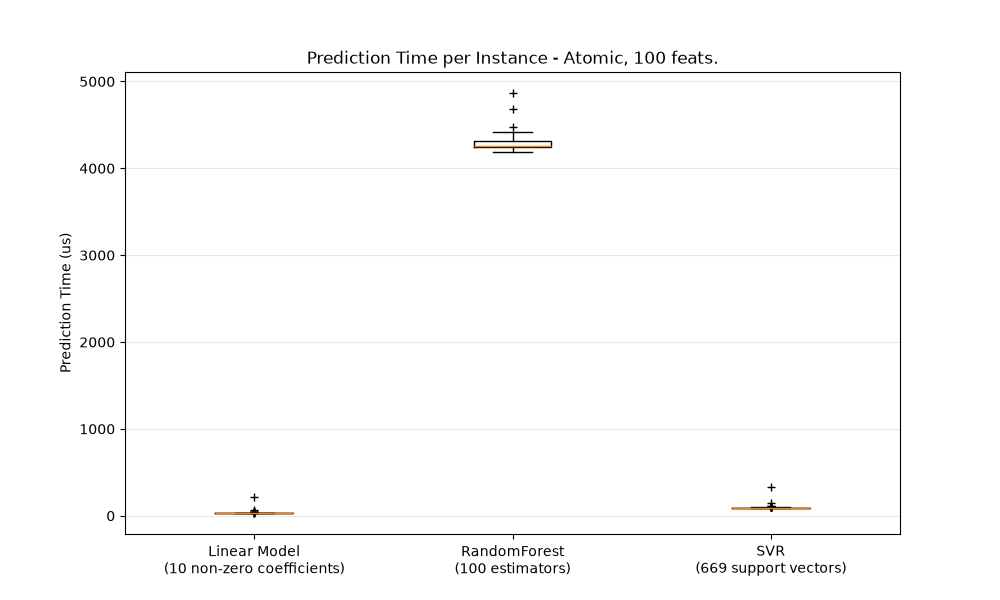 Prediction Time per Instance - Atomic, 100 feats.
Prediction Time (us)
5000
4000
3000
2000
1000
0
Linear Model
(10 non-zero coefficients)
RandomForest
(100 estimators)
SVR
(669 support vectors)